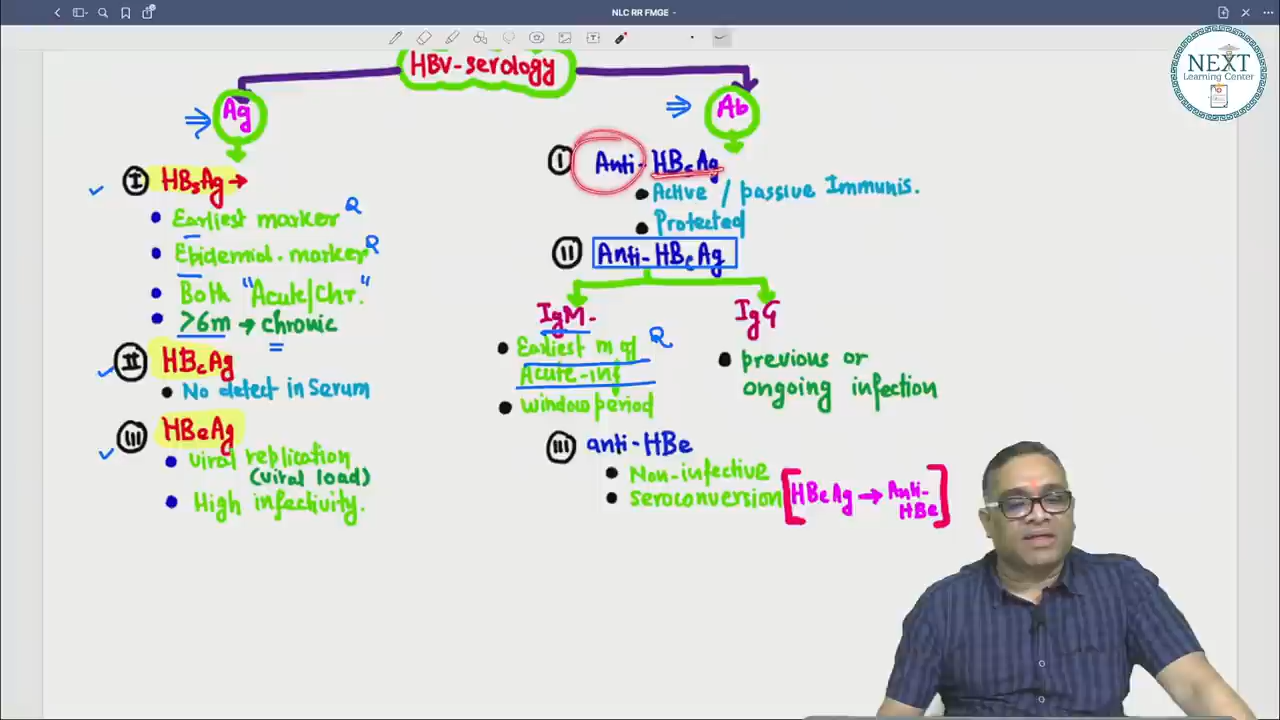 NLC RR FMGE
NEXT
Learning Center
HBV-serology
Ag
I HBsAg→
Earliest marker R
Epidemiol. marker R
Both "Acute/Chr."
>6m → chronic
II HBcAg
No detect in Serum
III HBeAg
Viral replication
(viral load)
High infectivity.
Ab
I Anti-HBsAg
Active / passive Immunis.
Protected
II Anti-HBcAg
IgM-
Earliest m of R
Acute-inf
window period
IgG
previous or
ongoing infection
III anti-HBe
Non-infective
seroconversion [HBeAg → Anti-
HBe]